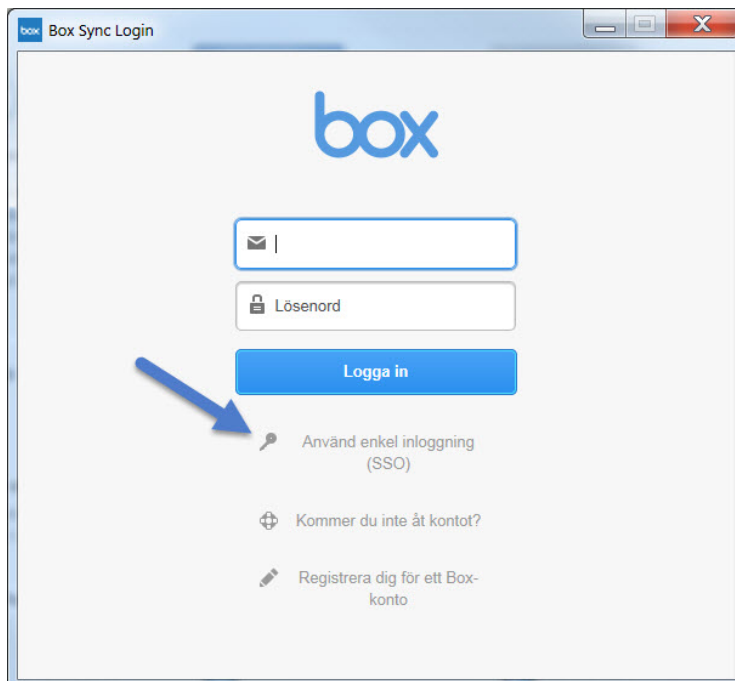 box Box Sync Login
box
Lösenord
Logga in
Använd enkel inloggning
(SSO)
Kommer du inte åt kontot?
Registrera dig för ett Box-
konto